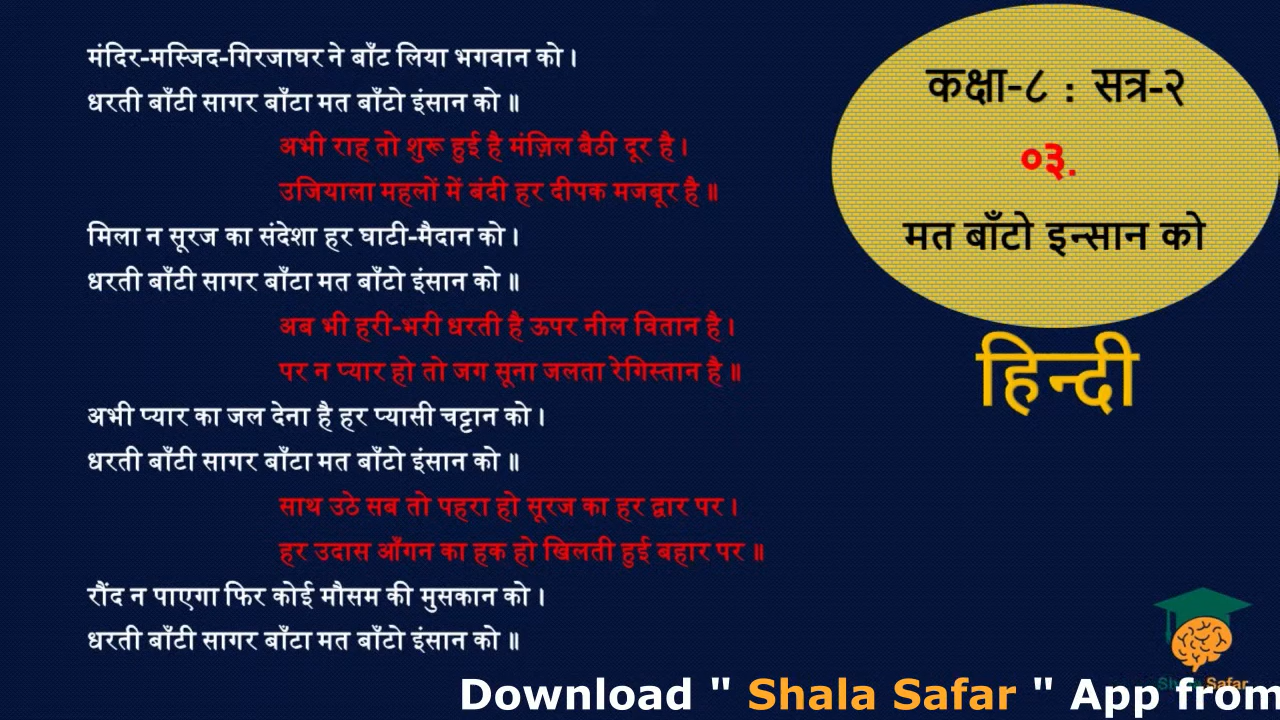 मंदिर-मस्जिद-गिरजाघर ने बाँट लिया भगवान को ।
धरती बाँटी सागर बाँटा मत बाँटो इंसान को ॥
अभी राह तो शुरू हुई है मंज़िल बैठी दूर है ।
उजियाला महलों में बंदी हर दीपक मजबूर है ॥
मिला न सूरज का संदेशा हर घाटी-मैदान को ।
धरती बाँटी सागर बाँटा मत बाँटो इंसान को ॥
अब भी हरी-भरी धरती है ऊपर नील वितान है ।
पर न प्यार हो तो जग सूना जलता रेगिस्तान है ॥
अभी प्यार का जल देना है हर प्यासी चट्टान को ।
धरती बाँटी सागर बाँटा मत बाँटो इंसान को ॥
साथ उठे सब तो पहरा हो सूरज का हर द्वार पर ।
हर उदास आँगन का हक हो खिलती हुई बहार पर ॥
रौंद न पाएगा फिर कोई मौसम की मुसकान को ।
धरती बाँटी सागर बाँटा मत बाँटो इंसान को ॥
कक्षा-८ : सत्र-२
०३.
मत बाँटो इन्सान को
हिन्दी
Safar
Download " Shala Safar " App from